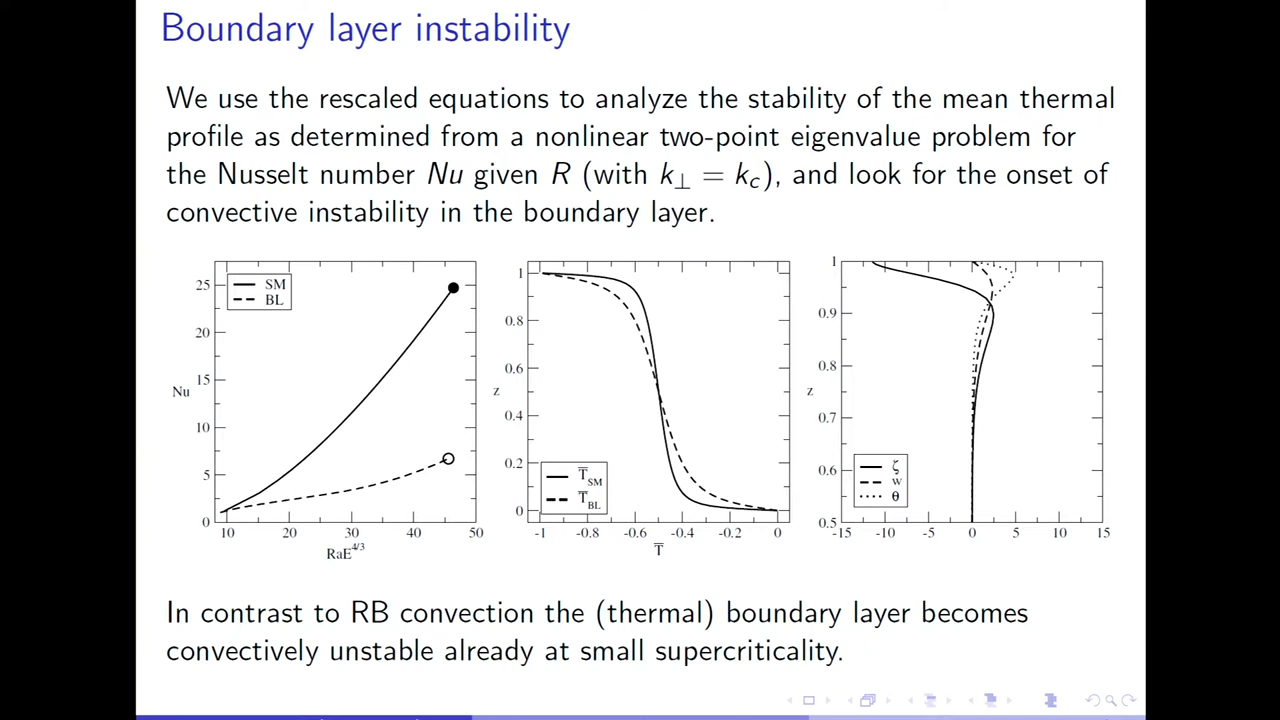 Boundary layer instability
We use the rescaled equations to analyze the stability of the mean thermal
profile as determined from a nonlinear two-point eigenvalue problem for
the Nusselt number Nu given R (with k⊥ = kc), and look for the onset of
convective instability in the boundary layer.
SM
BL
25
20
15
10
5
0
Nu
10 20 30 40 50
RaE^4/3
1
0.8
0.6
0.4
0.2
0
z
T̅_SM
T̅_BL
-1 -0.8 -0.6 -0.4 -0.2 0
T̅
1
0.9
0.8
0.7
0.6
0.5
z
ζ
w
θ
-15 -10 -5 0 5 10 15
In contrast to RB convection the (thermal) boundary layer becomes
convectively unstable already at small supercriticality.